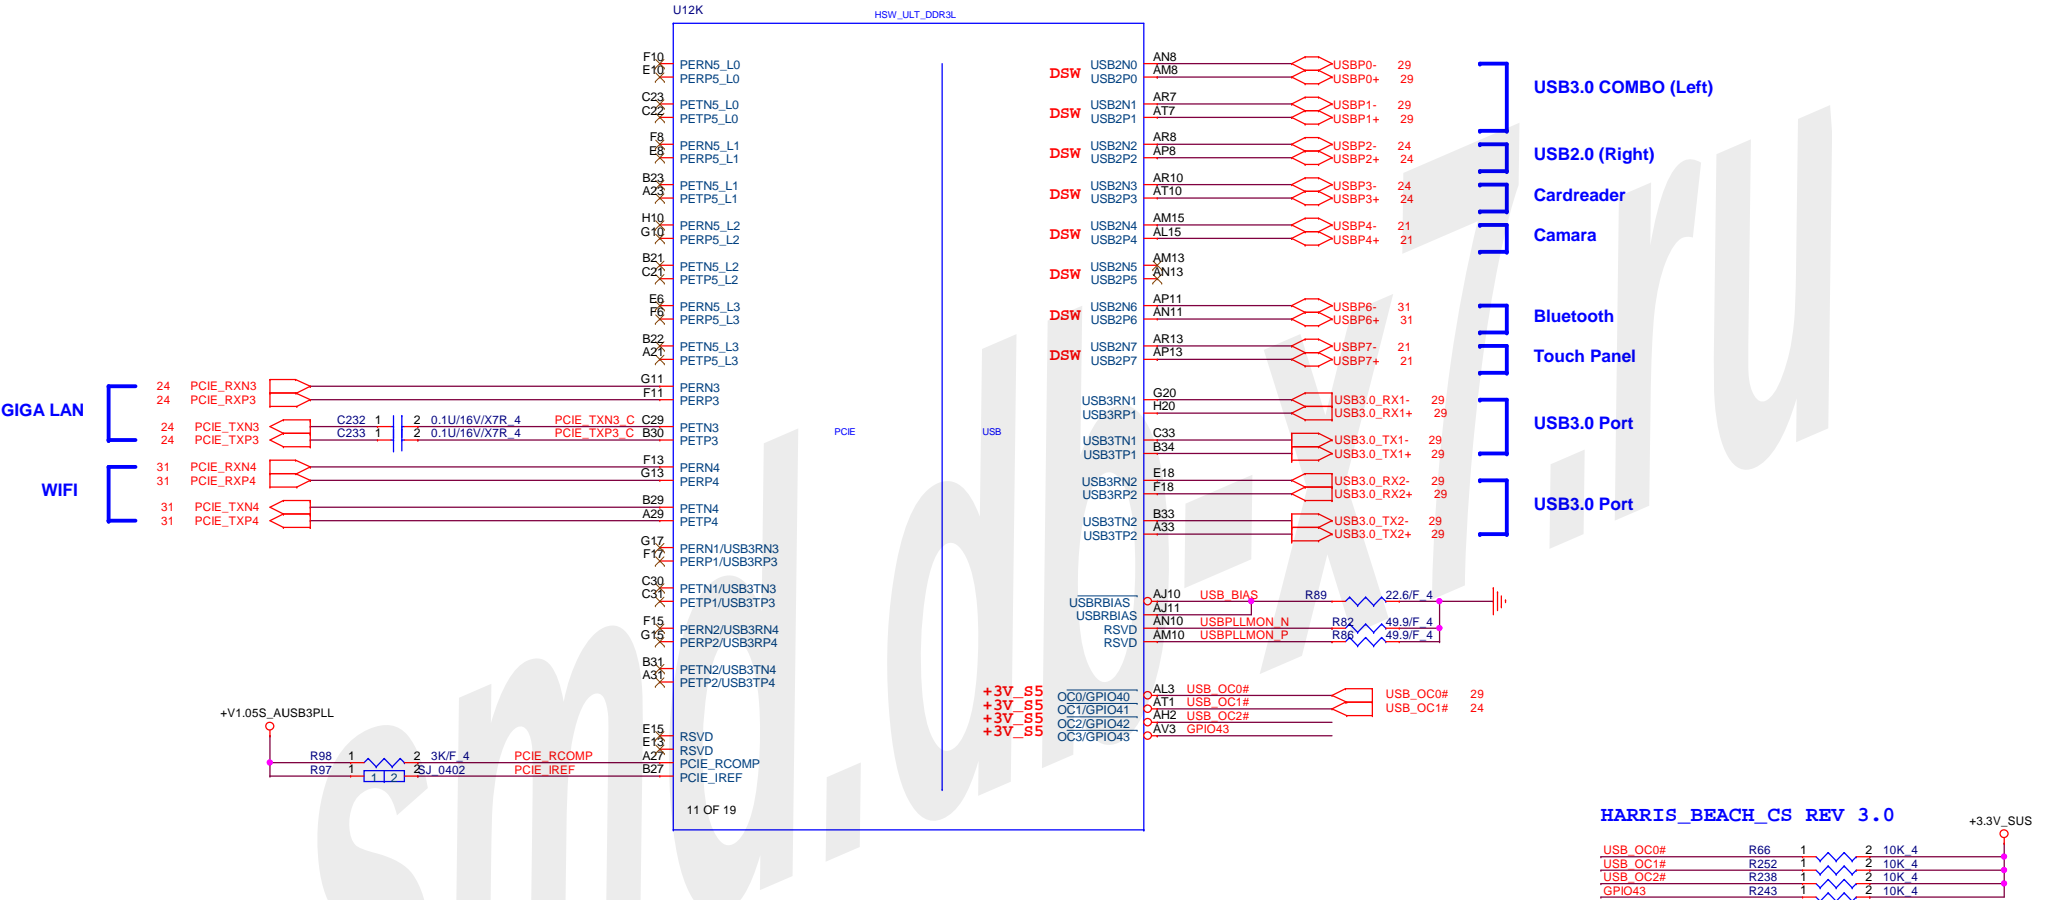 U12K
HSW_ULT_DDR3L
F10 PERN5_L0
E10 PERP5_L0
C23 PETN5_L0
C22 PETP5_L0
F8 PERN5_L1
E8 PERP5_L1
B23 PETN5_L1
A23 PETP5_L1
H10 PERN5_L2
G10 PERP5_L2
B21 PETN5_L2
C21 PETP5_L2
E6 PERN5_L3
F6 PERP5_L3
B22 PETN5_L3
A21 PETP5_L3
GIGA LAN
24 PCIE_RXN3 G11 PERN3
24 PCIE_RXP3 F11 PERP3
24 PCIE_TXN3 C232 1 2 0.1U/16V/X7R_4 PCIE_TXN3_C C29 PETN3
24 PCIE_TXP3 C233 1 2 0.1U/16V/X7R_4 PCIE_TXP3_C B30 PETP3
WIFI
31 PCIE_RXN4 F13 PERN4
31 PCIE_RXP4 G13 PERP4
31 PCIE_TXN4 B29 PETN4
31 PCIE_TXP4 A29 PETP4
G17 PERN1/USB3RN3
F17 PERP1/USB3RP3
C30 PETN1/USB3TN3
C31 PETP1/USB3TP3
F15 PERN2/USB3RN4
G15 PERP2/USB3RP4
B31 PETN2/USB3TN4
A31 PETP2/USB3TP4
+V1.05S_AUSB3PLL
E15 RSVD
E13 RSVD
R98 1 2 3K/F_4 PCIE_RCOMP A27 PCIE_RCOMP
R97 1 1 2 2 SJ_0402 PCIE_IREF B27 PCIE_IREF
11 OF 19
PCIE
USB
DSW USB2N0 AN8 USBP0- 29
USB2P0 AM8 USBP0+ 29
DSW USB2N1 AR7 USBP1- 29
USB2P1 AT7 USBP1+ 29
USB3.0 COMBO (Left)
DSW USB2N2 AR8 USBP2- 24
USB2P2 AP8 USBP2+ 24
USB2.0 (Right)
DSW USB2N3 AR10 USBP3- 24
USB2P3 AT10 USBP3+ 24
Cardreader
DSW USB2N4 AM15 USBP4- 21
USB2P4 AL15 USBP4+ 21
Camara
DSW USB2N5 AM13
USB2P5 AN13
DSW USB2N6 AP11 USBP6- 31
USB2P6 AN11 USBP6+ 31
Bluetooth
DSW USB2N7 AR13 USBP7- 21
USB2P7 AP13 USBP7+ 21
Touch Panel
USB3RN1 G20 USB3.0_RX1- 29
USB3RP1 H20 USB3.0_RX1+ 29
USB3TN1 C33 USB3.0_TX1- 29
USB3TP1 B34 USB3.0_TX1+ 29
USB3.0 Port
USB3RN2 E18 USB3.0_RX2- 29
USB3RP2 F18 USB3.0_RX2+ 29
USB3TN2 B33 USB3.0_TX2- 29
USB3TP2 A33 USB3.0_TX2+ 29
USB3.0 Port
USBRBIAS AJ10 USB_BIAS R89 22.6/F_4
USBRBIAS AJ11
RSVD AN10 USBPLLMON_N R82 49.9/F_4
RSVD AM10 USBPLLMON_P R86 49.9/F_4
+3V_S5 OC0/GPIO40 AL3 USB_OC0# USB_OC0# 29
+3V_S5 OC1/GPIO41 AT1 USB_OC1# USB_OC1# 24
+3V_S5 OC2/GPIO42 AH2 USB_OC2#
+3V_S5 OC3/GPIO43 AV3 GPIO43
HARRIS_BEACH_CS REV 3.0
+3.3V_SUS
USB_OC0# R66 1 2 10K_4
USB_OC1# R252 1 2 10K_4
USB_OC2# R238 1 2 10K_4
GPIO43 R243 1 2 10K_4
smd.db-x7.ru